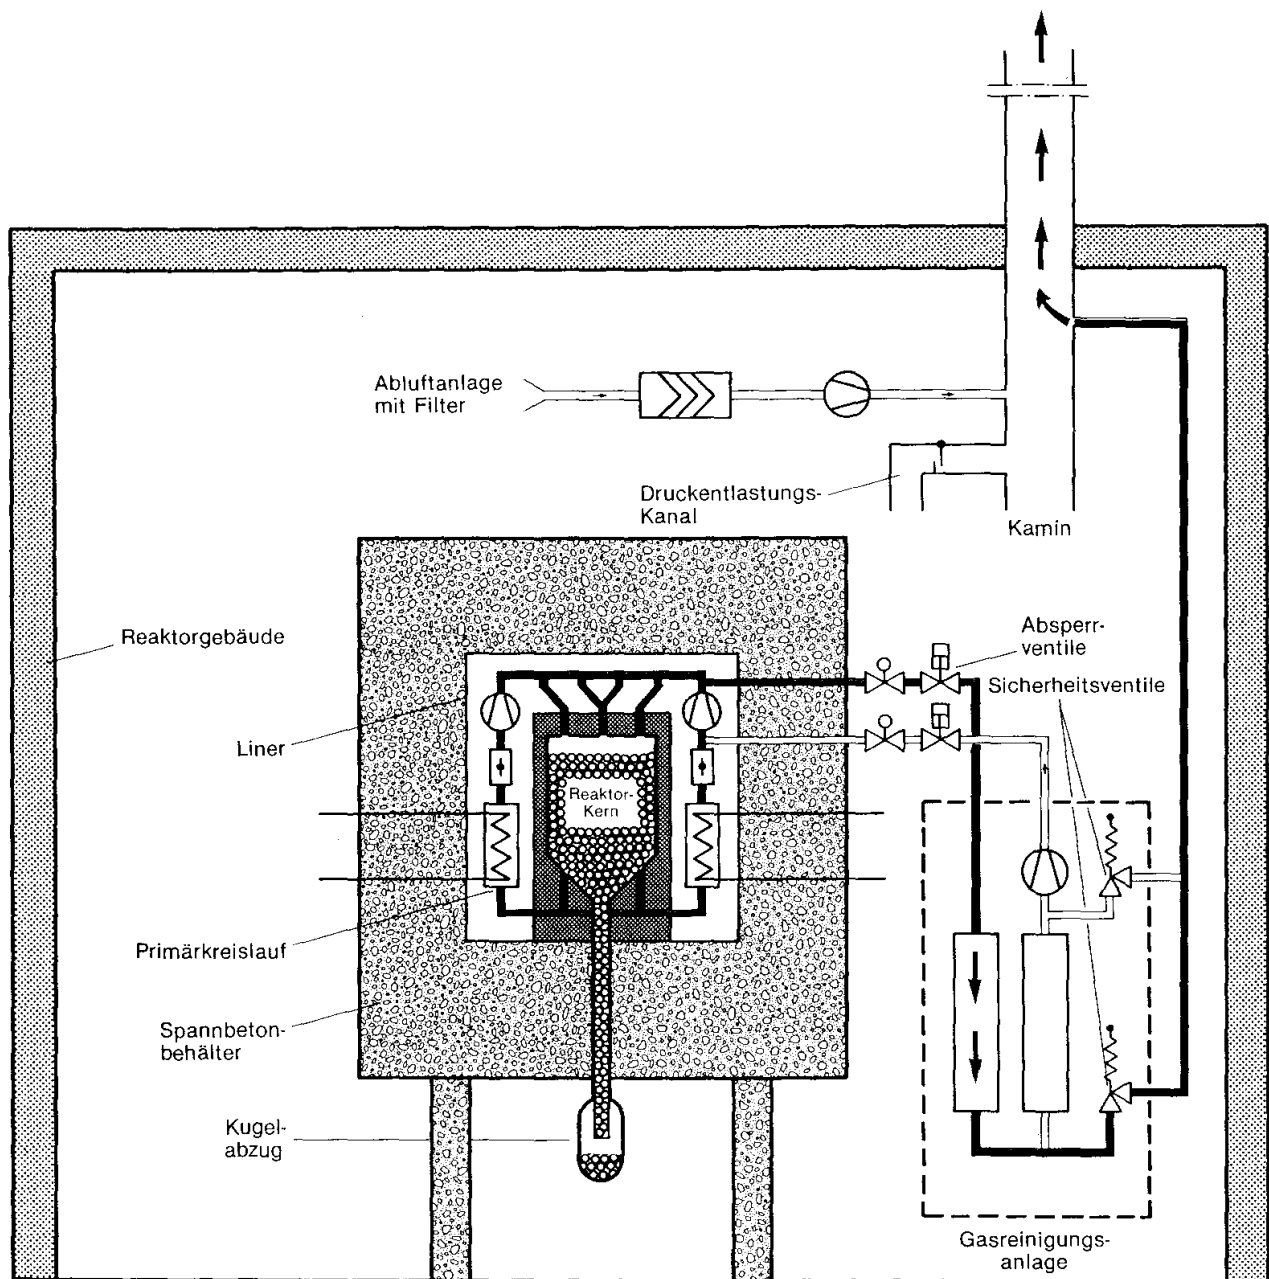 Abluftanlage
mit Filter
Druckentlastungs-
Kanal
Kamin
Reaktorgebäude
Absperr-
ventile
Sicherheitsventile
Liner
Reaktor-
Kern
Primärkreislauf
Spannbeton-
behälter
Kugel-
abzug
Gasreinigungs-
anlage